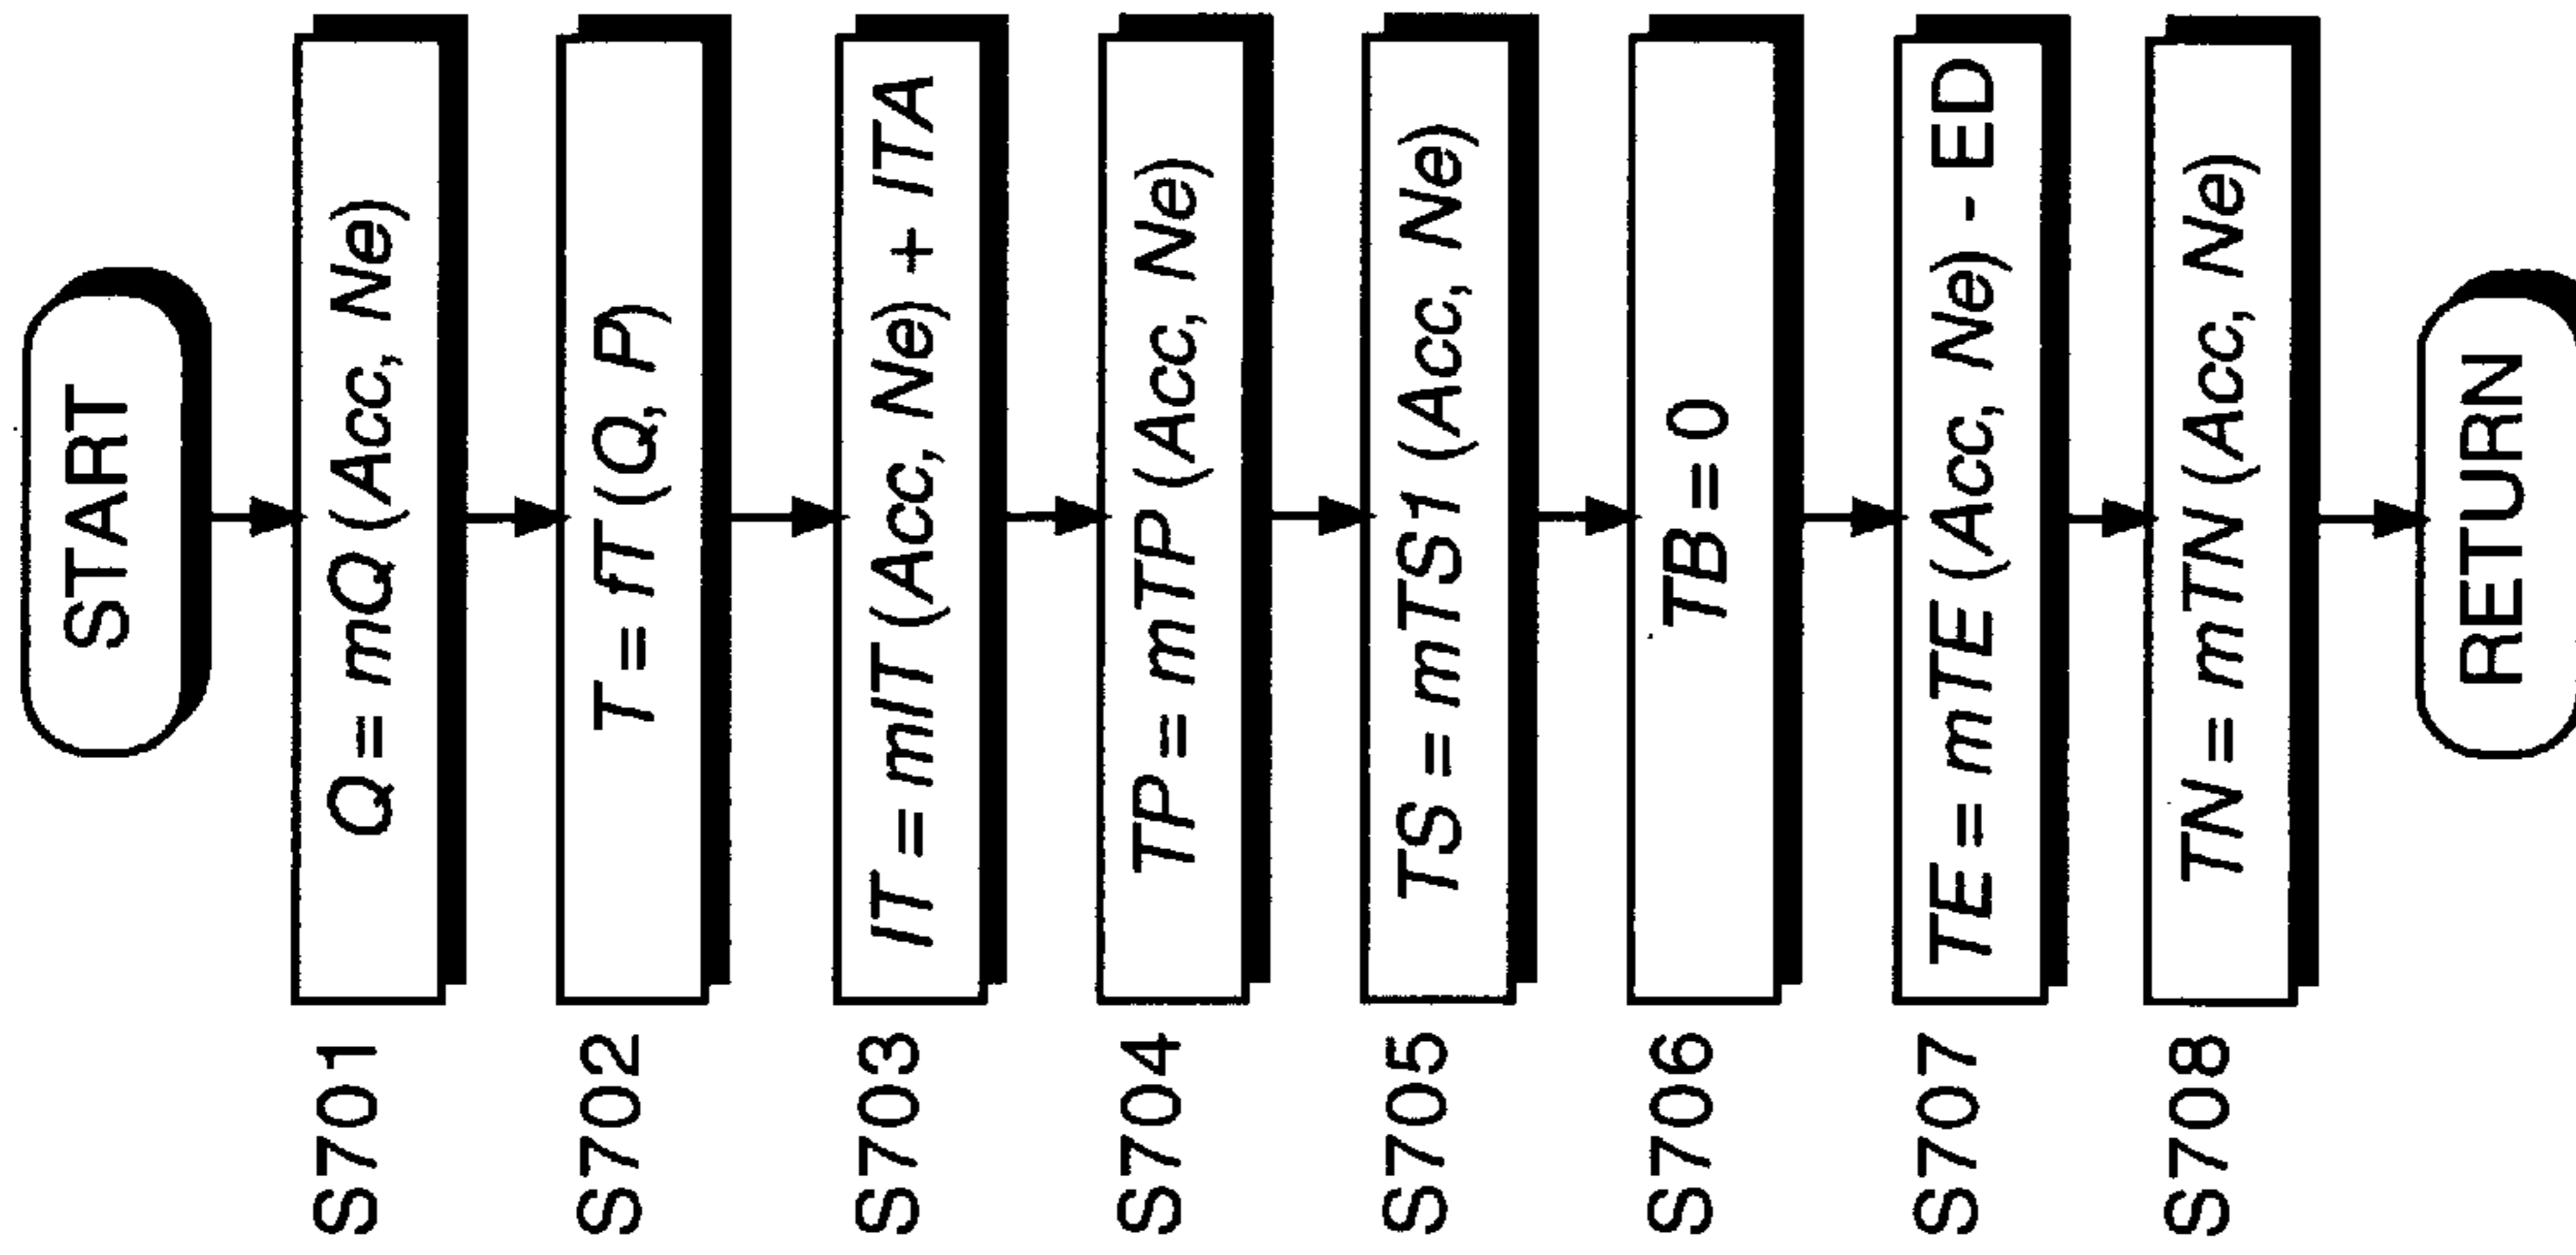 START
S701 Q = mQ (Acc, Ne)
S702 T = fT (Q, P)
S703 IT = mIT (Acc, Ne) + ITA
S704 TP = mTP (Acc, Ne)
S705 TS = mTS1 (Acc, Ne)
S706 TB = 0
S707 TE = mTE (Acc, Ne) - ED
S708 TN = mTN (Acc, Ne)
RETURN